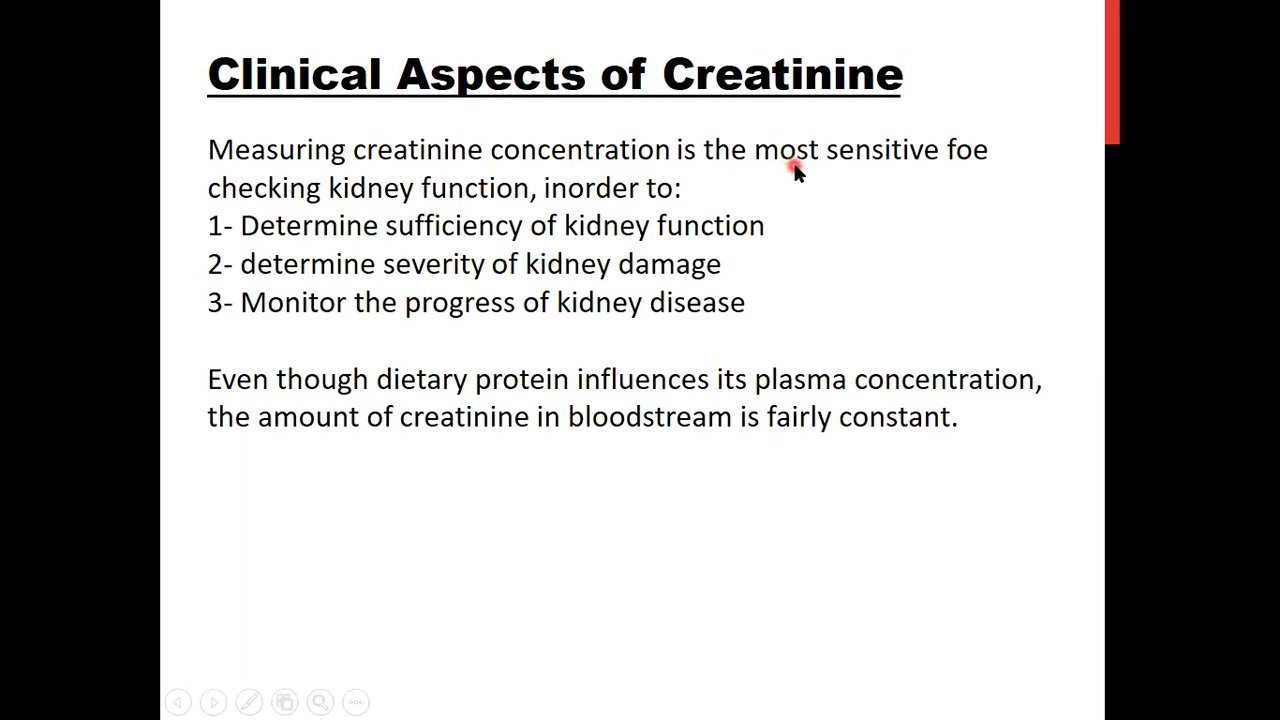 Clinical Aspects of Creatinine
Measuring creatinine concentration is the most sensitive foe
checking kidney function, inorder to:
1- Determine sufficiency of kidney function
2- determine severity of kidney damage
3- Monitor the progress of kidney disease
Even though dietary protein influences its plasma concentration,
the amount of creatinine in bloodstream is fairly constant.